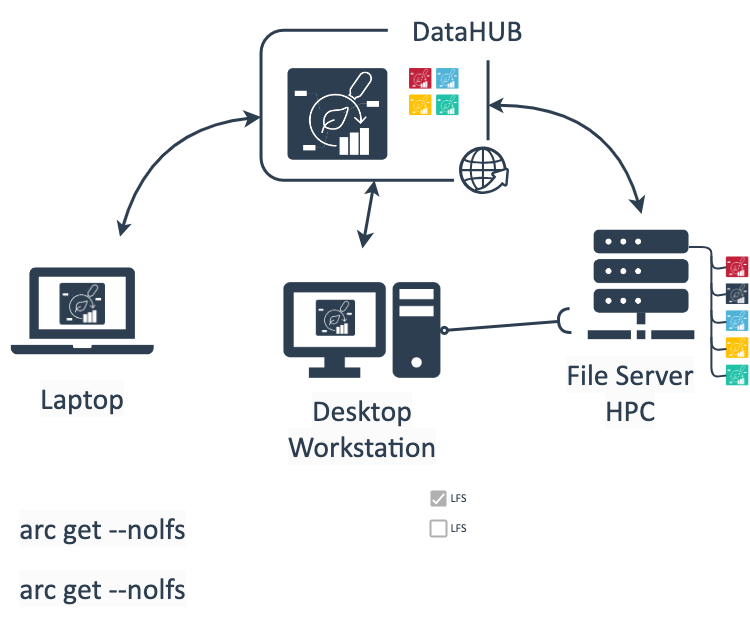 DataHUB
Laptop
Desktop
Workstation
File Server
HPC
LFS
LFS
arc get --nolfs
arc get --nolfs